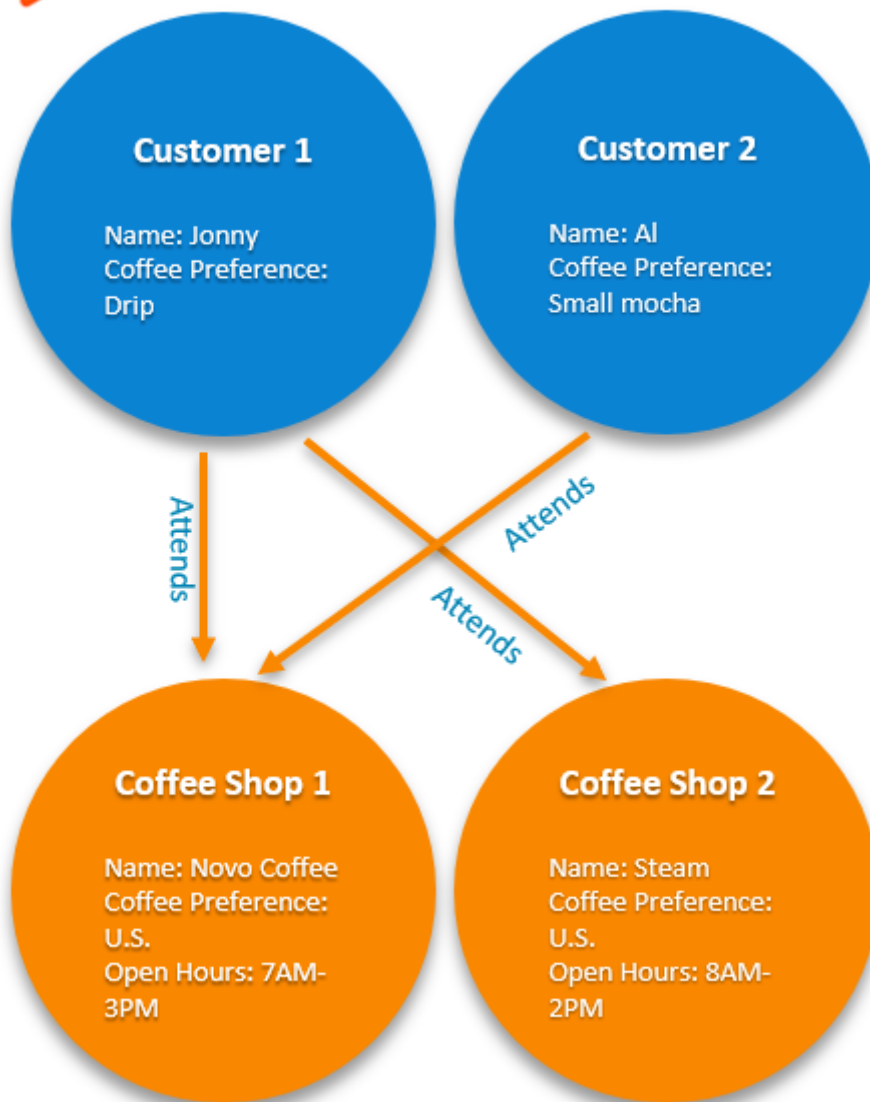 Customer 1
Name: Jonny
Coffee Preference:
Drip
Customer 2
Name: Al
Coffee Preference:
Small mocha
Attends
Attends
Attends
Coffee Shop 1
Name: Novo Coffee
Coffee Preference:
U.S.
Open Hours: 7AM-
3PM
Coffee Shop 2
Name: Steam
Coffee Preference:
U.S.
Open Hours: 8AM-
2PM